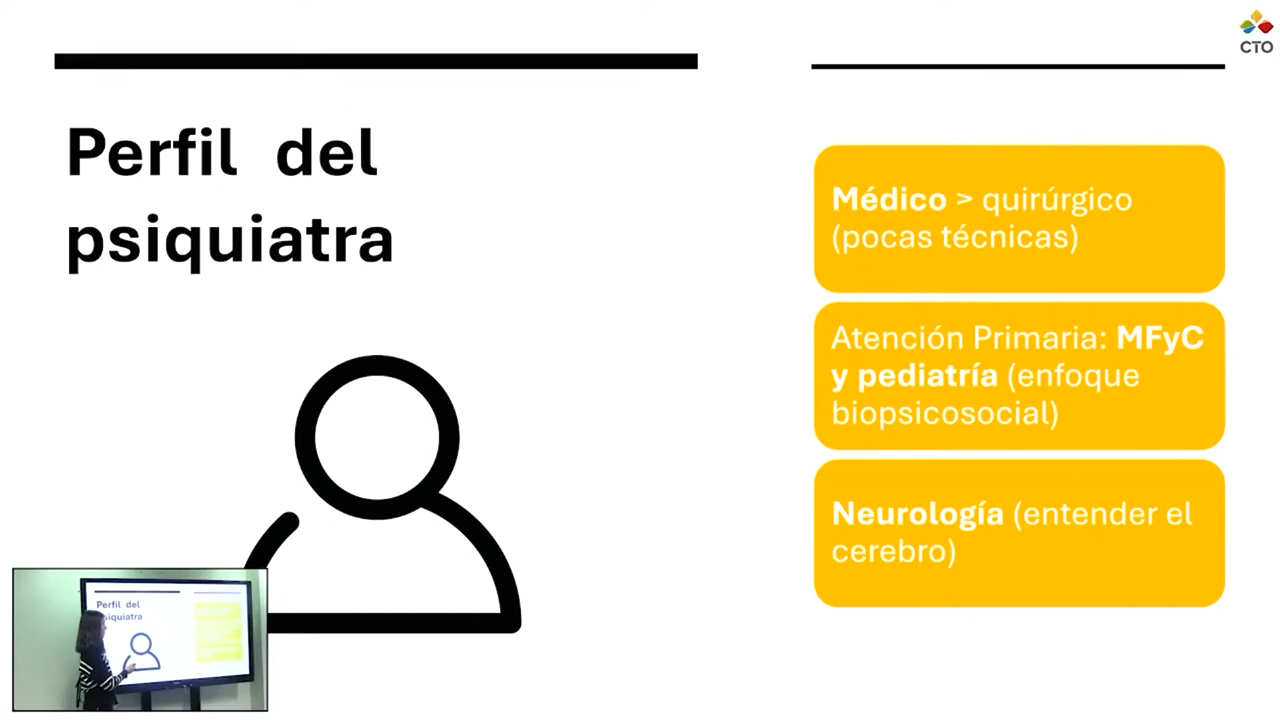 CTO
Perfil del
psiquiatra
Médico > quirúrgico
(pocas técnicas)
Atención Primaria: MFyC
y pediatría (enfoque
biopsicosocial)
Neurología (entender el
cerebro)
Perfil del
psiquiatra